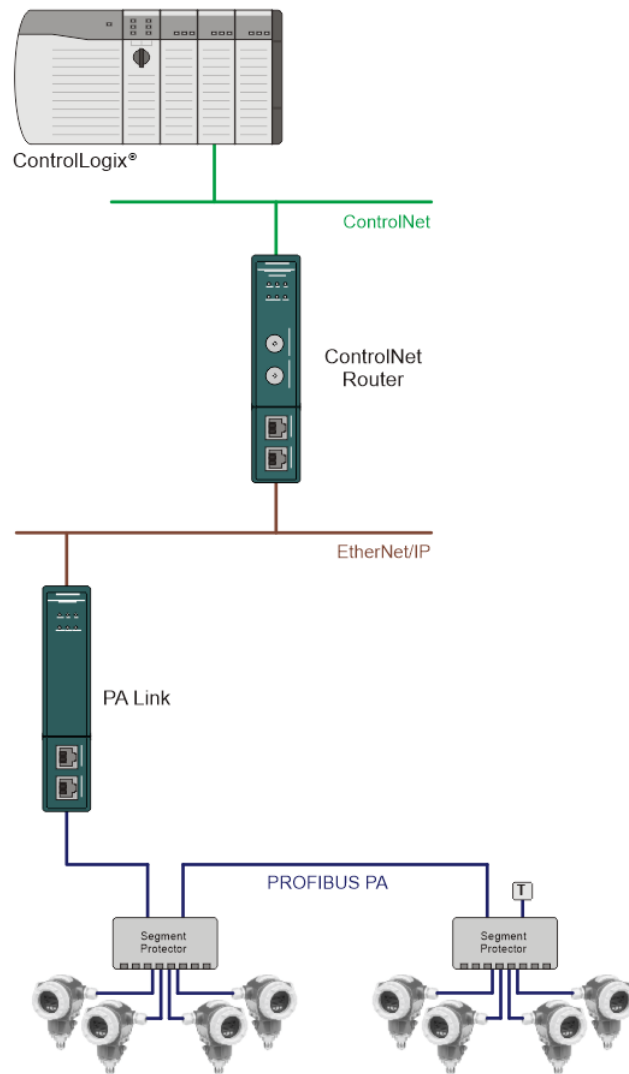 ControlLogix®
ControlNet
ControlNet
Router
EtherNet/IP
PA Link
PROFIBUS PA
T
Segment
Protector
Segment
Protector